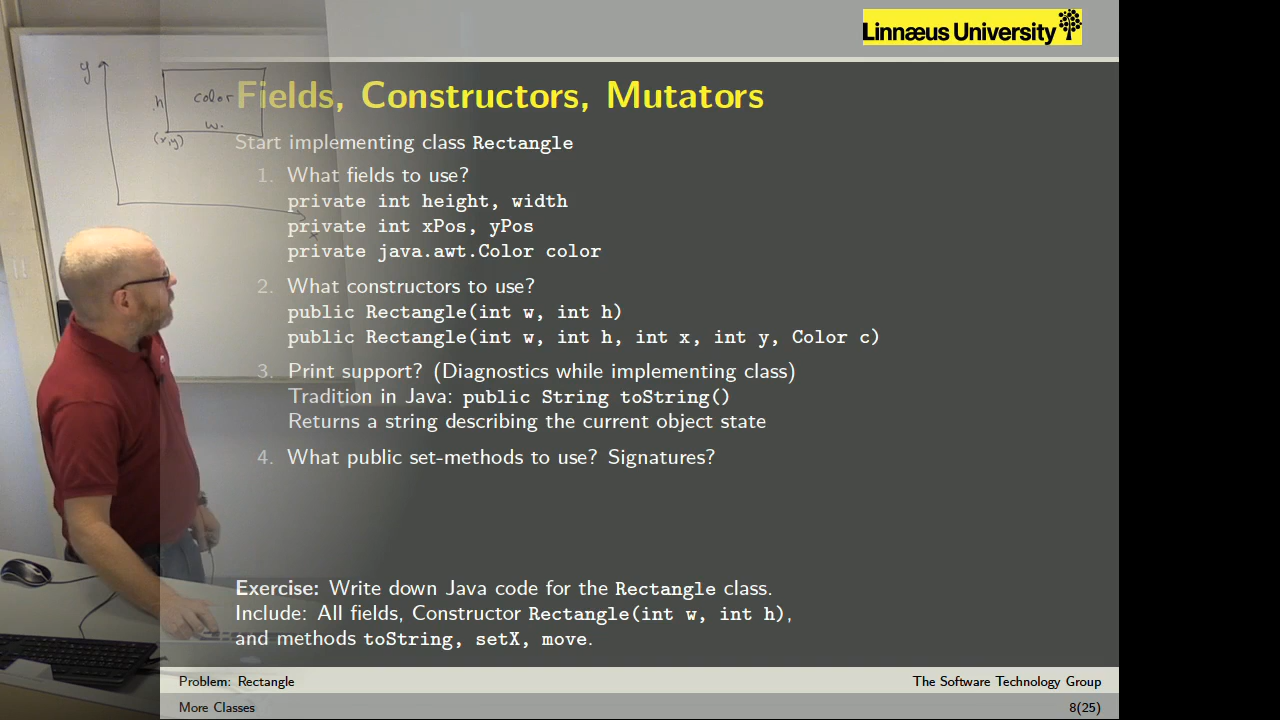 Linnæus University
y
h
color
w.
(x,y)
x
Fields, Constructors, Mutators
Start implementing class Rectangle
1. What fields to use?
private int height, width
private int xPos, yPos
private java.awt.Color color
2. What constructors to use?
public Rectangle(int w, int h)
public Rectangle(int w, int h, int x, int y, Color c)
3. Print support? (Diagnostics while implementing class)
Tradition in Java: public String toString()
Returns a string describing the current object state
4. What public set-methods to use? Signatures?
Exercise: Write down Java code for the Rectangle class.
Include: All fields, Constructor Rectangle(int w, int h),
and methods toString, setX, move.
Problem: Rectangle
The Software Technology Group
More Classes
8(25)